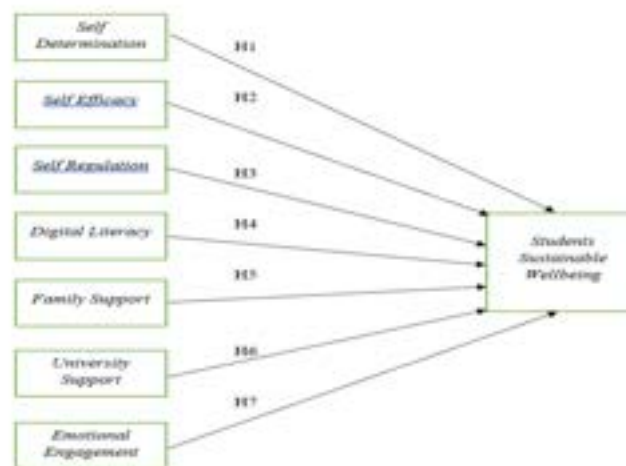 Self
Determination
H1
Self Efficacy
H2
Self Regulation
H3
Digital Literacy
H4
Family Support
H5
University
Support
H6
Emotional
Engagement
H7
Students
Sustainable
Wellbeing